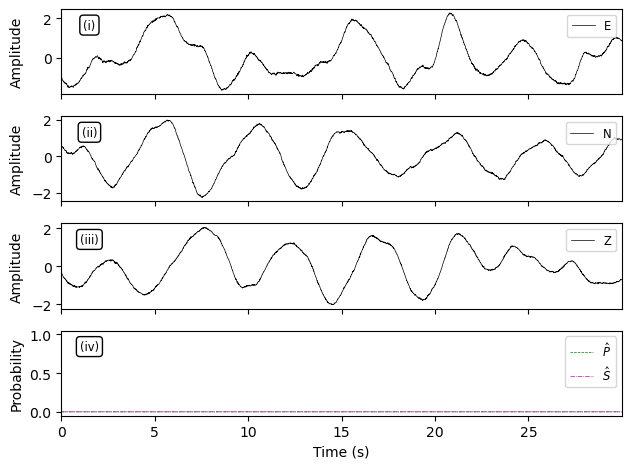 2
0
Amplitude
(i)
E
2
0
−2
Amplitude
(ii)
N
2
0
−2
Amplitude
(iii)
Z
1.0
0.5
0.0
Probability
(iv)
P̂
Ŝ
0 5 10 15 20 25
Time (s)